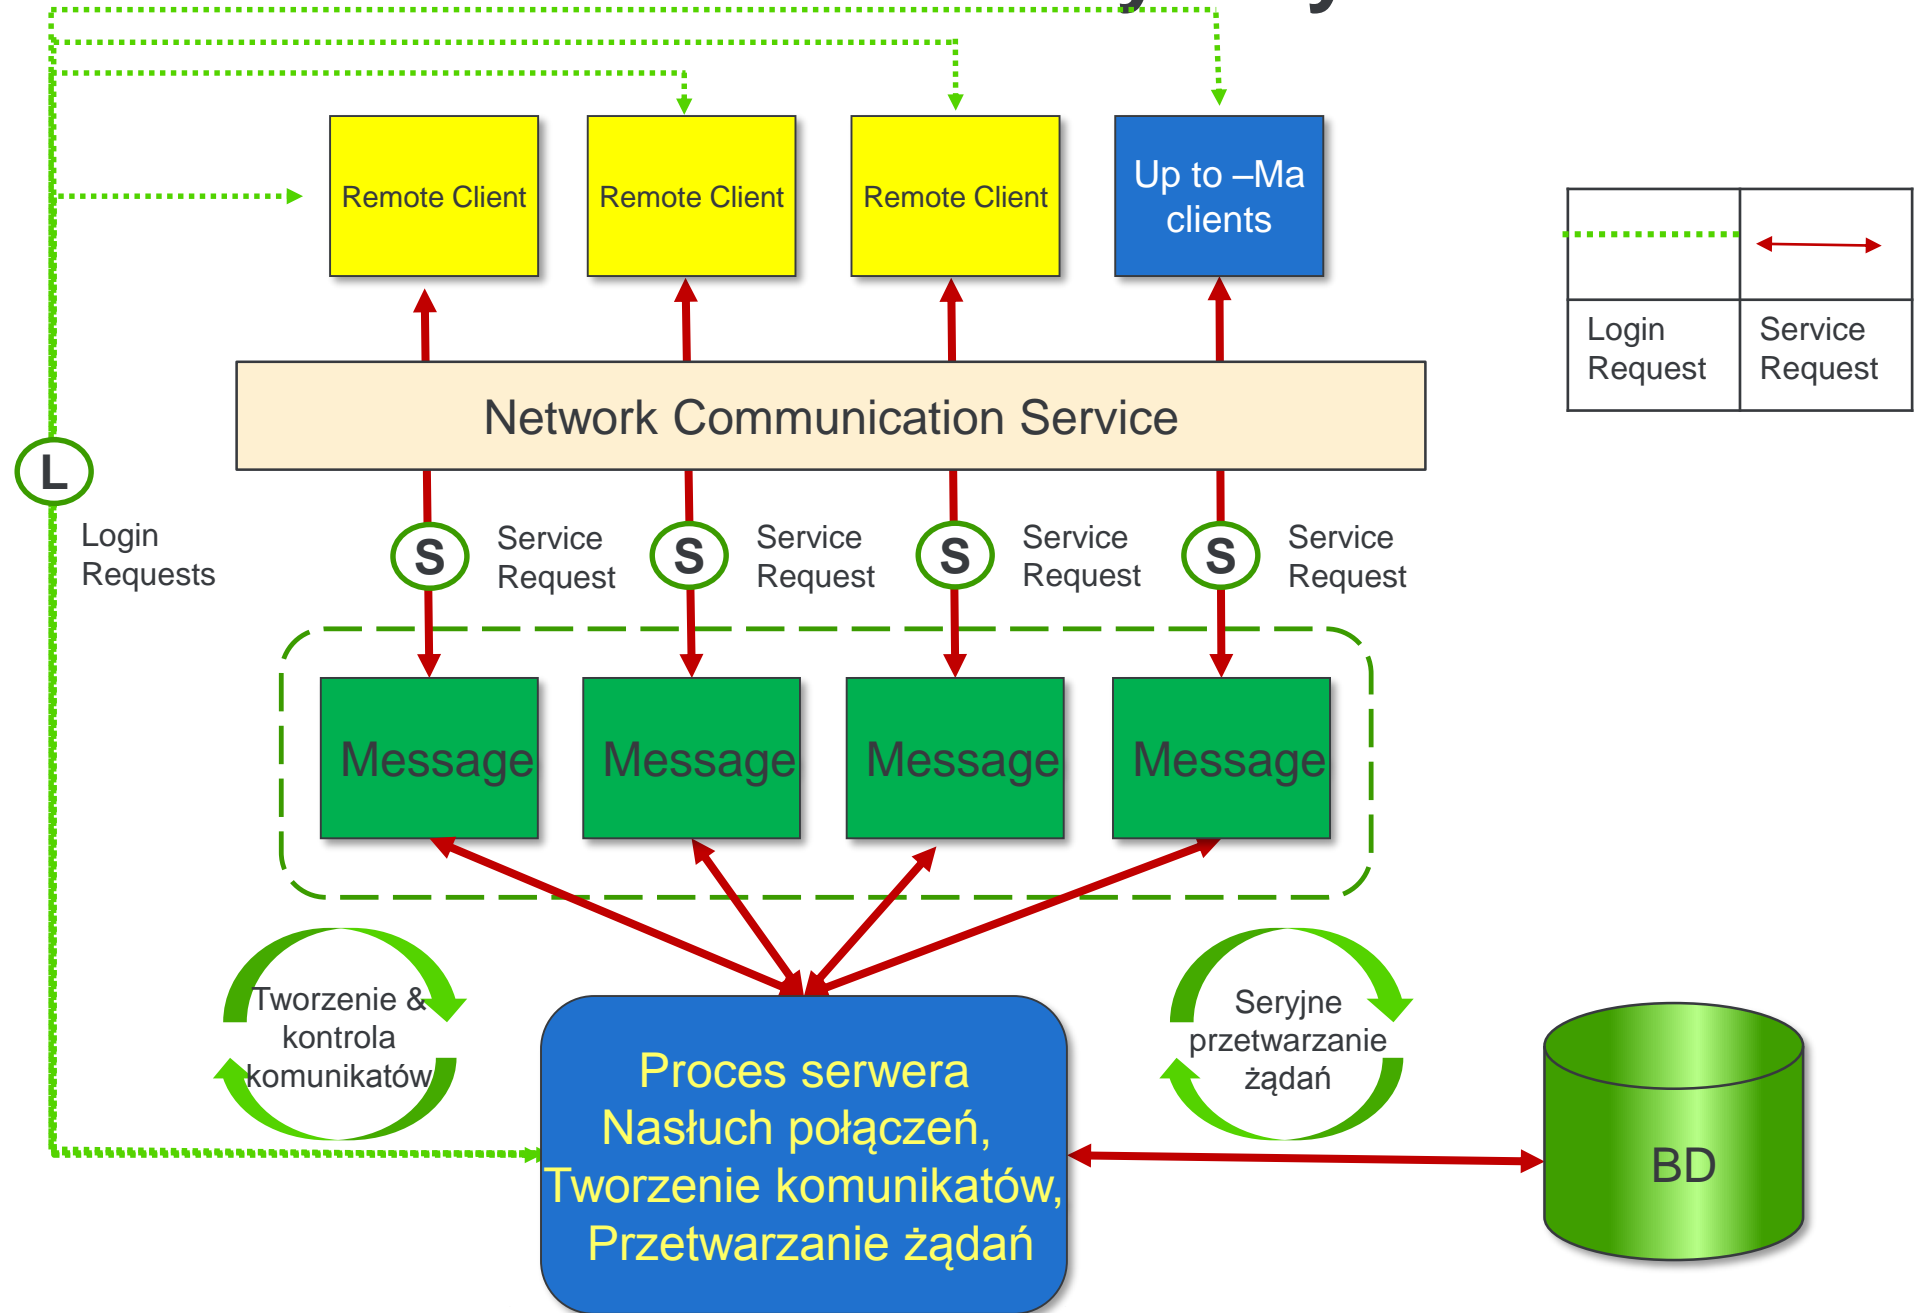 Remote Client
Remote Client
Remote Client
Up to –Ma
clients
Login
Request
Service
Request
Network Communication Service
L
Login
Requests
S
Service
Request
S
Service
Request
S
Service
Request
S
Service
Request
Message
Message
Message
Message
Tworzenie &
kontrola
komunikatów
Seryjne
przetwarzanie
żądań
Proces serwera
Nasłuch połączeń,
Tworzenie komunikatów,
Przetwarzanie żądań
BD